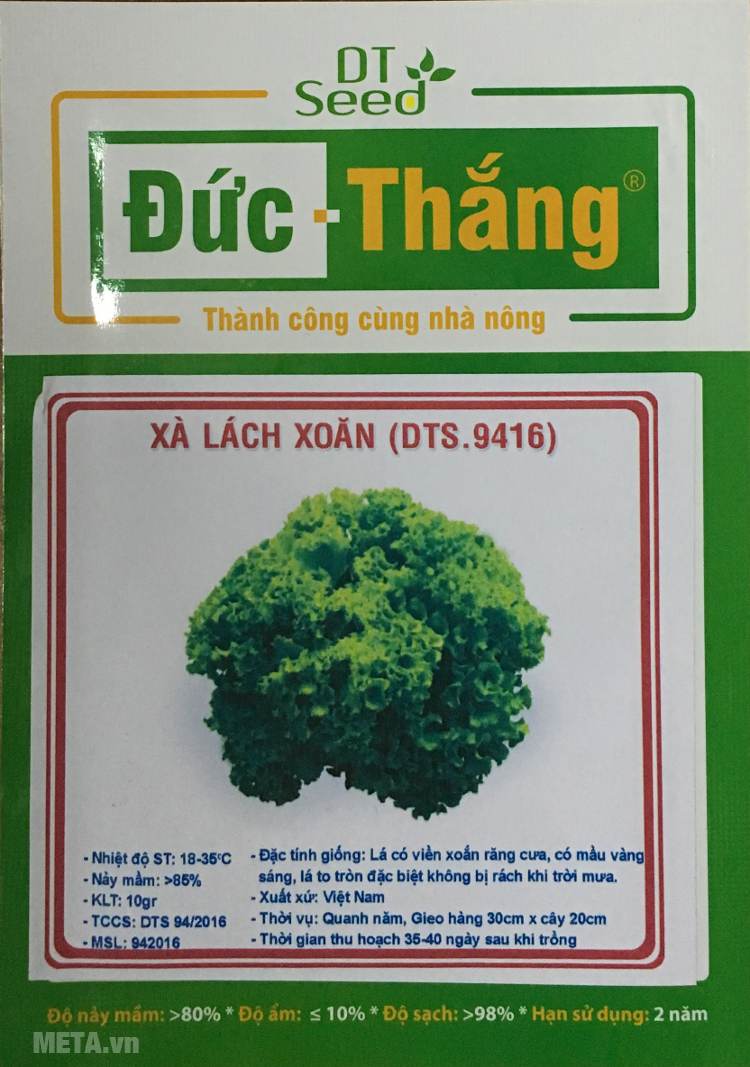 DT
Seed
Đức - Thắng®
Thành công cùng nhà nông
XÀ LÁCH XOĂN (DTS.9416)
- Nhiệt độ ST: 18-35°C
- Nảy mầm: >85%
- KLT: 10gr
- TCCS: DTS 94/2016
- MSL: 942016
- Đặc tính giống: Lá có viền xoắn răng cưa, có mầu vàng
sáng, lá to tròn đặc biệt không bị rách khi trời mưa.
- Xuất xứ: Việt Nam
- Thời vụ: Quanh năm, Gieo hàng 30cm x cây 20cm
- Thời gian thu hoạch 35-40 ngày sau khi trồng
Độ nảy mầm: >80% * Độ ẩm: ≤ 10% * Độ sạch: >98% * Hạn sử dụng: 2 năm
META.vn